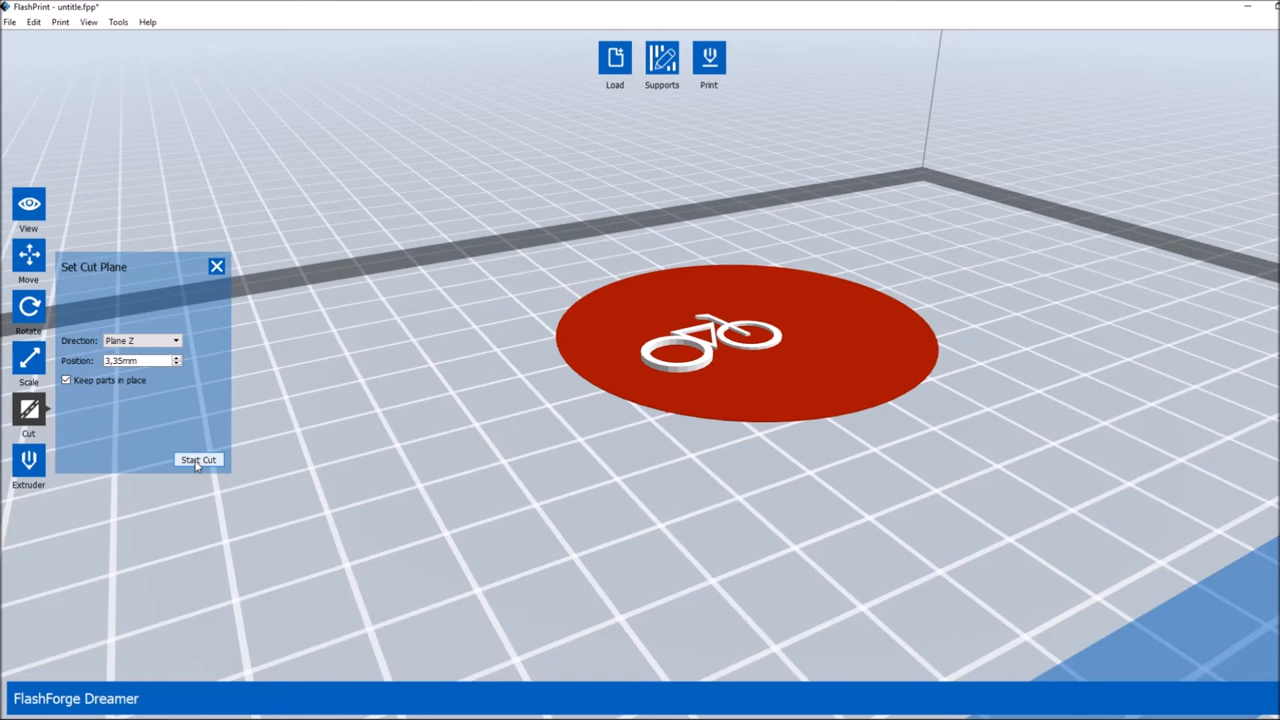 FlashPrint - untitle.fpp*
File Edit Print View Tools Help
Load Supports Print
View
Move
Rotate
Scale
Cut
Extruder
Set Cut Plane
Direction: Plane Z
Position: 3,35mm
Keep parts in place
Start Cut
FlashForge Dreamer